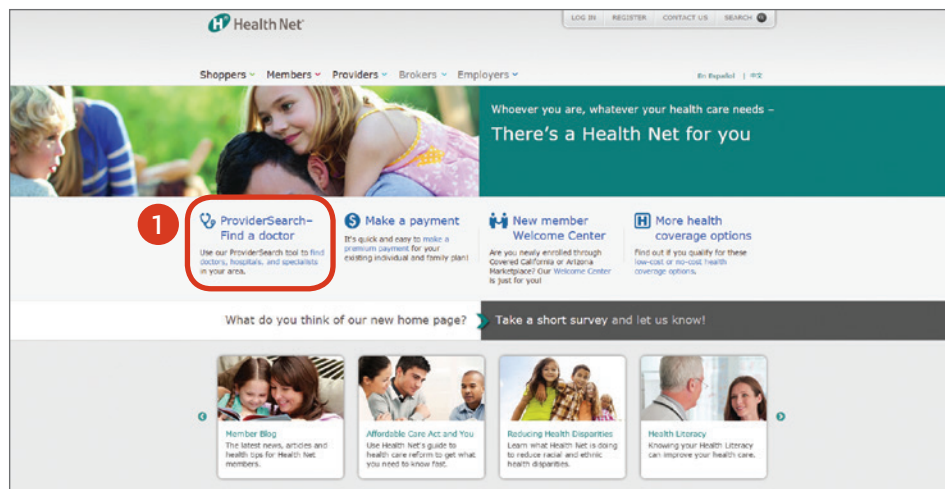 Health Net
LOG IN REGISTER CONTACT US SEARCH
Shoppers Members Providers Brokers Employers
En Español | 中文
Whoever you are, whatever your health care needs –
There's a Health Net for you
1
ProviderSearch–
Find a doctor
Use our ProviderSearch tool to find
doctors, hospitals, and specialists
in your area.
Make a payment
It's quick and easy to make a
premium payment for your
existing individual and family plan!
New member
Welcome Center
Are you newly enrolled through
Covered California or Arizona
Marketplace? Our Welcome Center
is just for you!
More health
coverage options
Find out if you qualify for these
low-cost or no-cost health
coverage options.
What do you think of our new home page?
Take a short survey and let us know!
Member Blog
The latest news, articles and
health tips for Health Net
members.
Affordable Care Act and You
Use Health Net's guide to
health care reform to get what
you need to know fast.
Reducing Health Disparities
Learn what Health Net is doing
to reduce racial and ethnic
health disparities.
Health Literacy
Knowing your Health Literacy
can improve your health care.